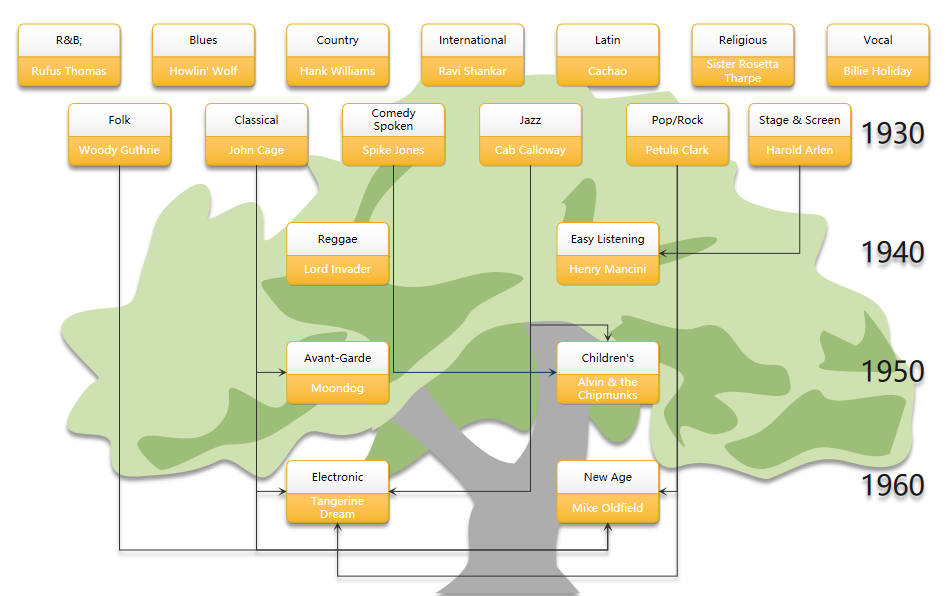 R&B;
Rufus Thomas
Blues
Howlin' Wolf
Country
Hank Williams
International
Ravi Shankar
Latin
Cachao
Religious
Sister Rosetta
Tharpe
Vocal
Billie Holiday
Folk
Woody Guthrie
Classical
John Cage
Comedy
Spoken
Spike Jones
Jazz
Cab Calloway
Pop/Rock
Petula Clark
Stage & Screen
Harold Arlen
1930
Reggae
Lord Invader
Easy Listening
Henry Mancini
1940
Avant-Garde
Moondog
Children's
Alvin & the
Chipmunks
1950
Electronic
Tangerine
Dream
New Age
Mike Oldfield
1960